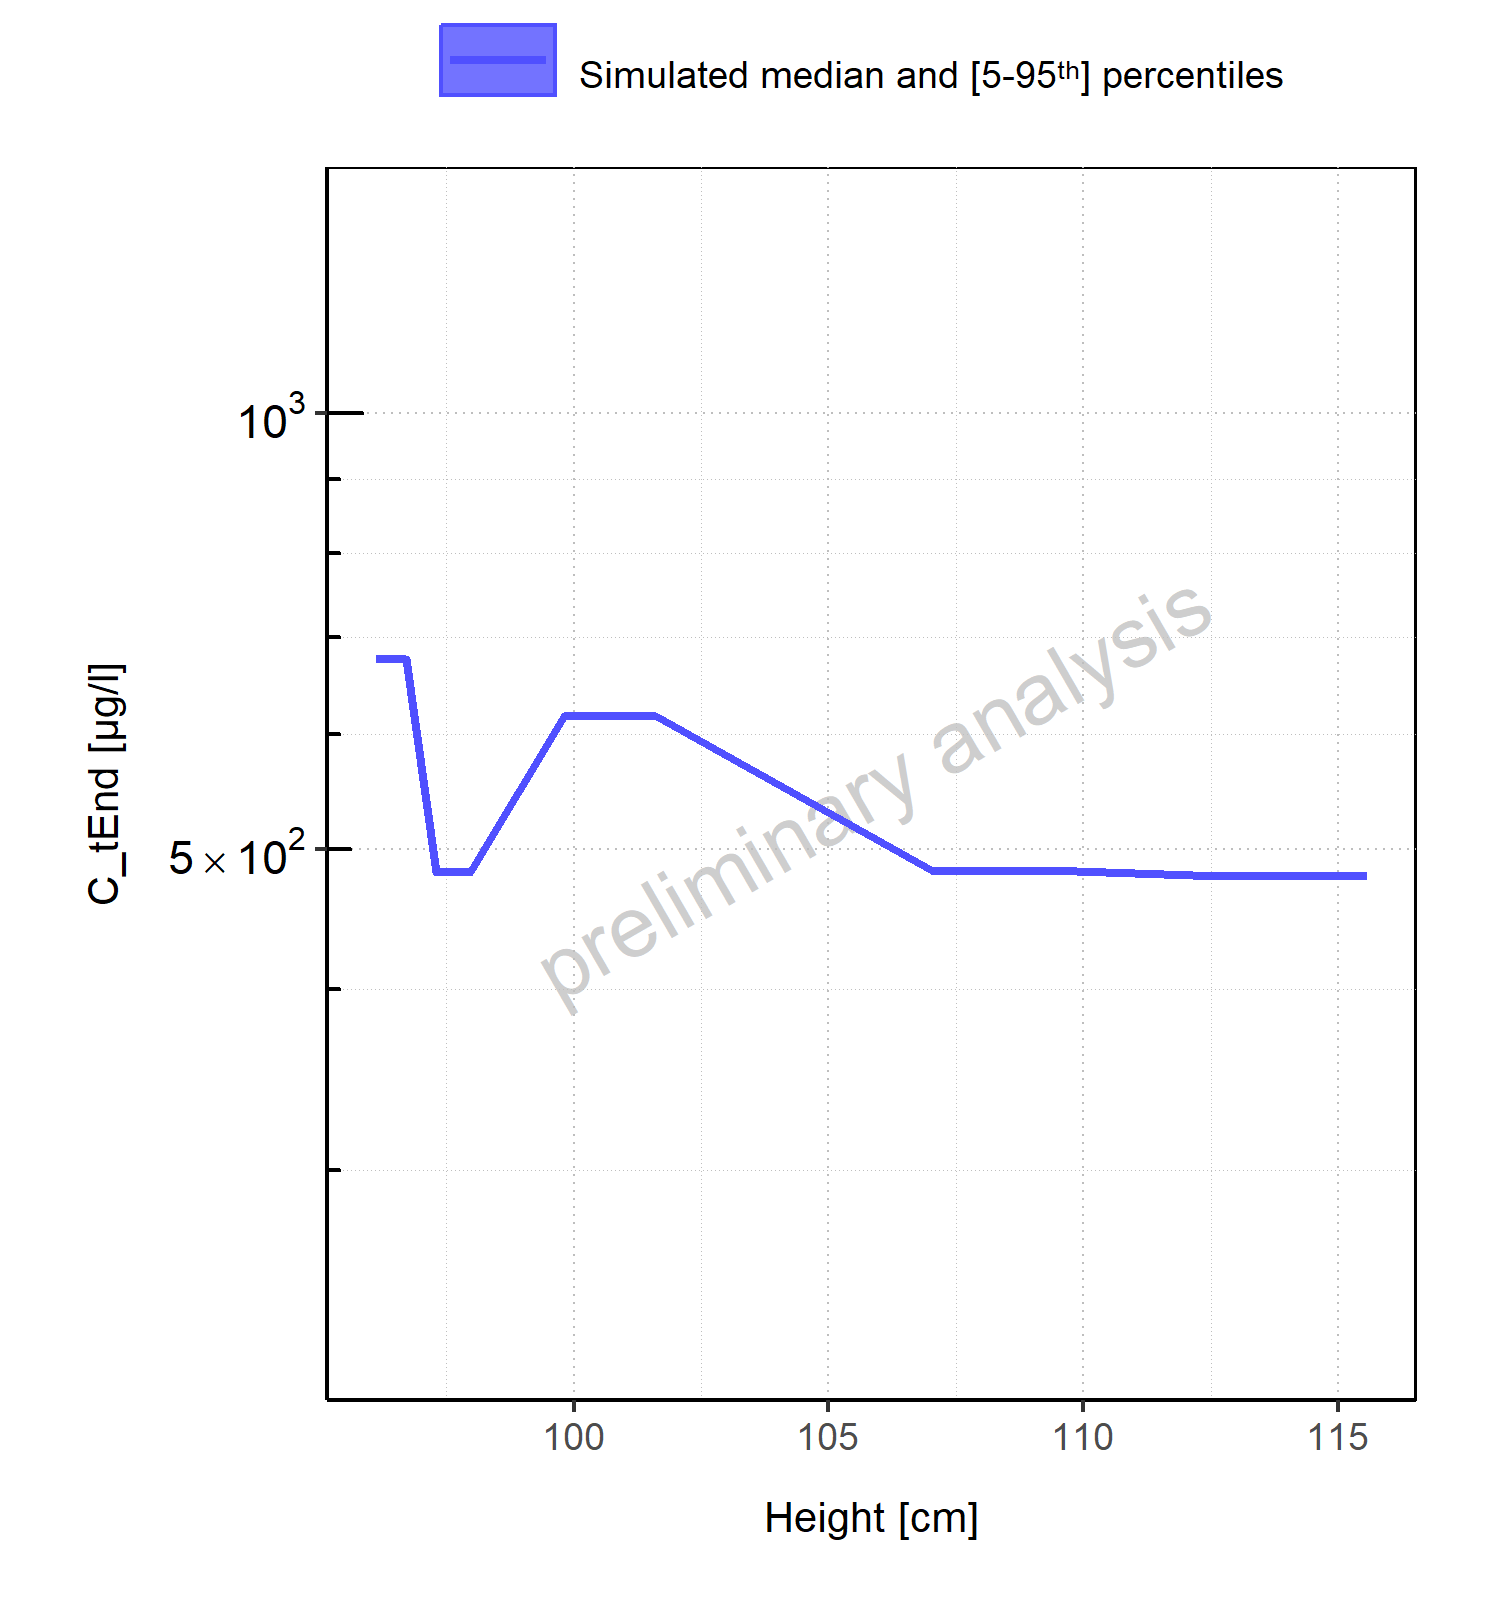 Simulated median and [5-95th] percentiles
10³
5 × 10²
C_tEnd [µg/l]
preliminary analysis
100 105 110 115
Height [cm]